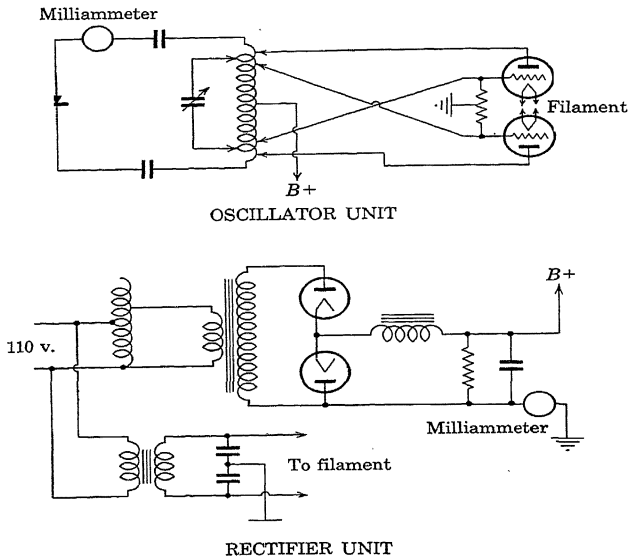 Milliammeter
Filament
B+
OSCILLATOR UNIT
B+
110 v.
Milliammeter
To filament
RECTIFIER UNIT